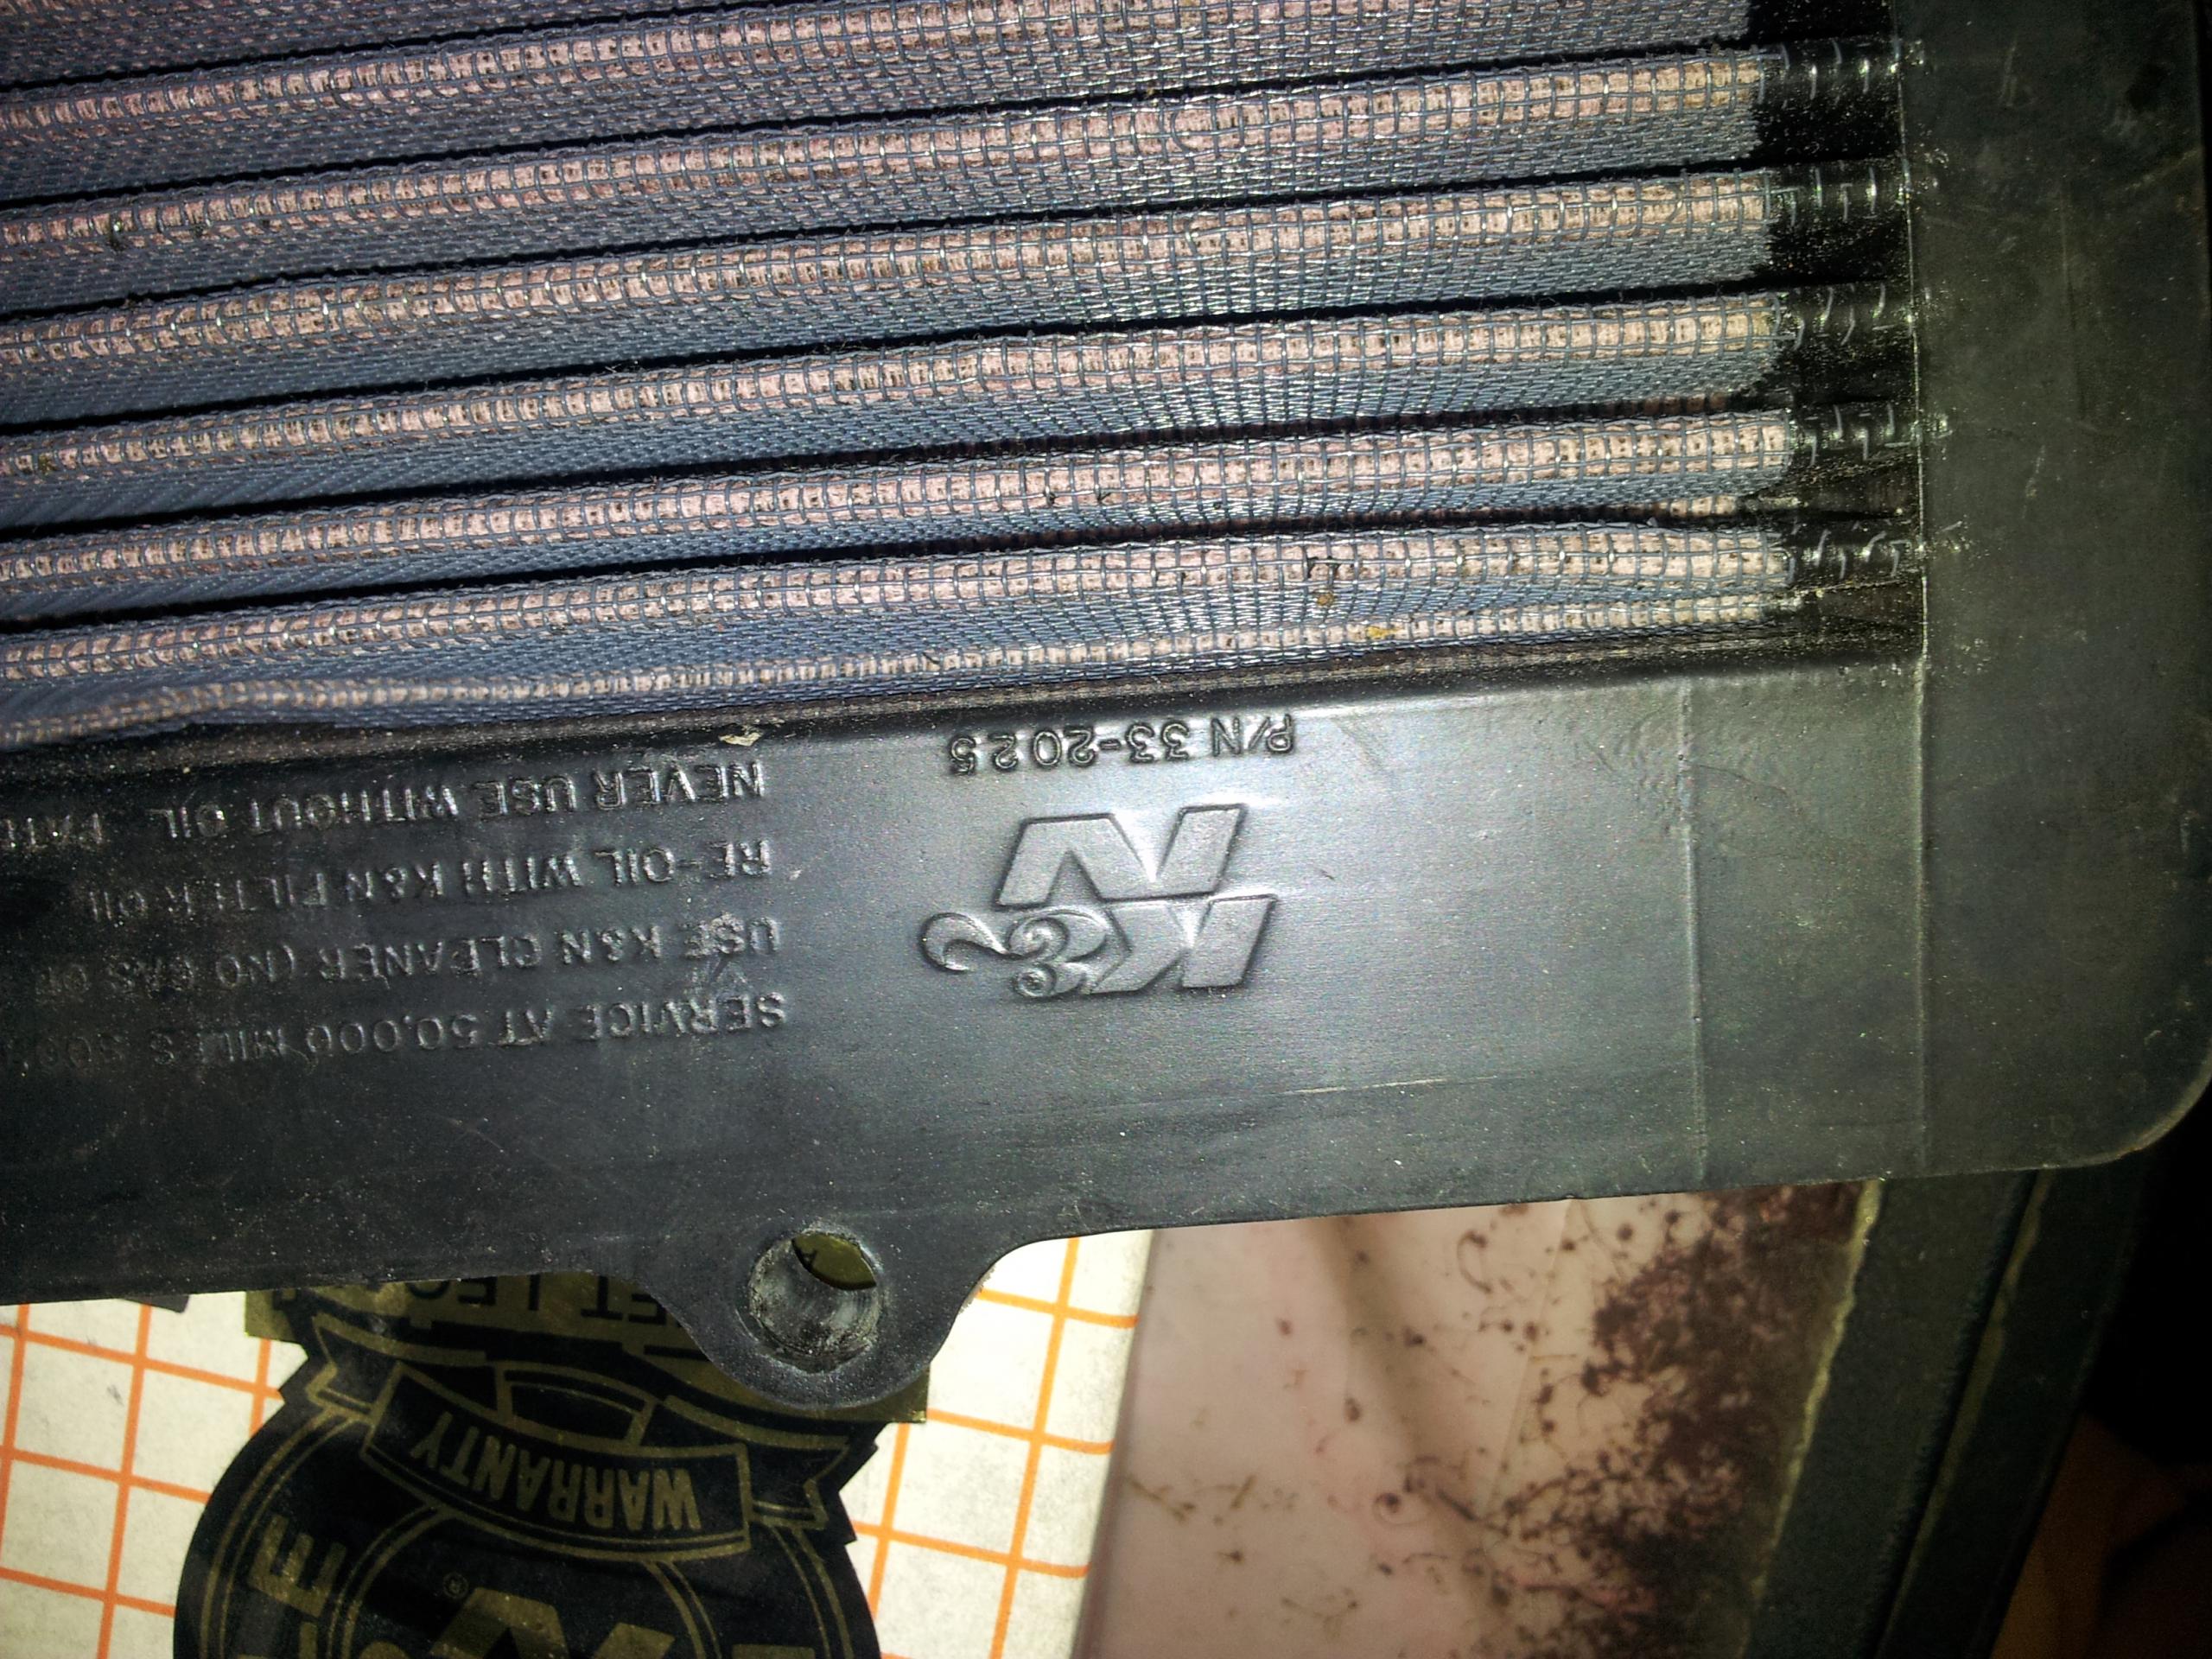 WARRANTY
K&N
P/N 33-2025
SERVICE AT 50,000 MILES
USE K&N CLEANER (NO GAS OR
RE-OIL WITH K&N FILTER OIL
NEVER USE WITHOUT OIL